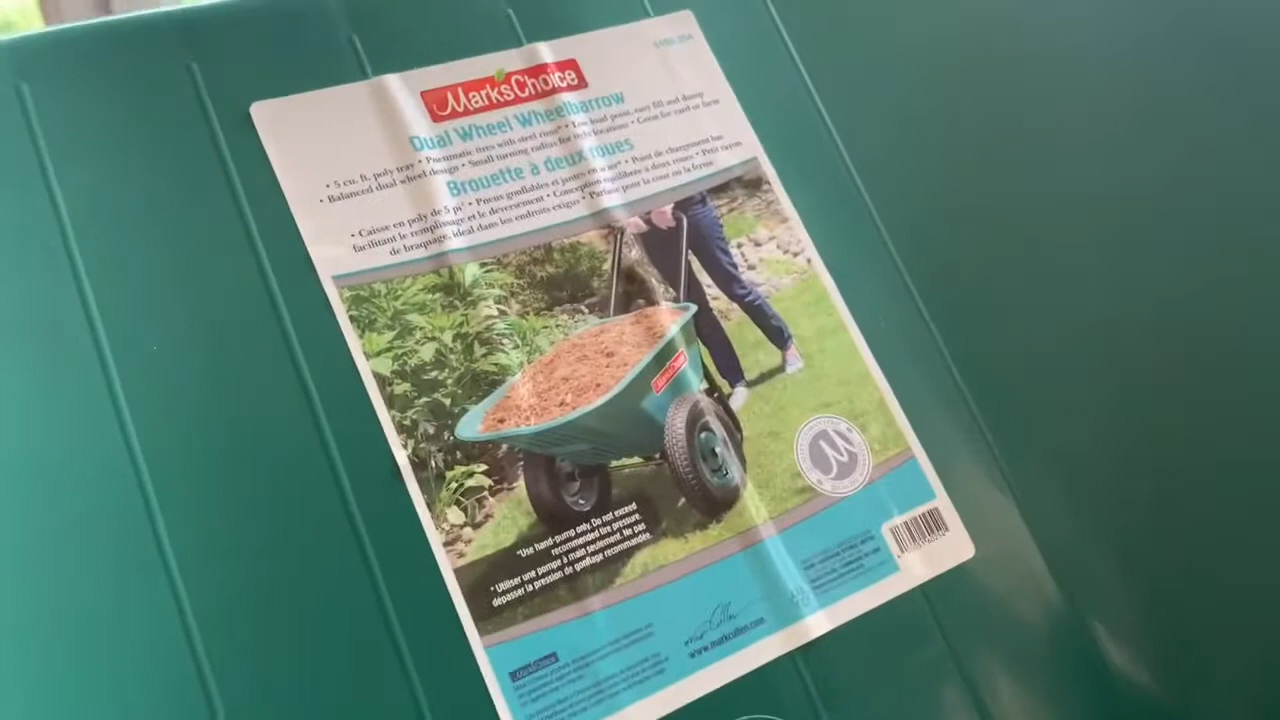 Mark's Choice
Dual Wheel Wheelbarrow
• 5 cu. ft. poly tray • Pneumatic tires with steel rims* • Low load point, easy fill and dump
• Balanced dual wheel design • Small turning radius for tight locations • Great for yard or farm
Brouette à deux roues
• Caisse en poly de 5 pi³ • Pneus gonflables et jantes en acier* • Point de chargement bas
facilitant le remplissage et le déversement • Conception équilibrée à deux roues • Petit rayon
de braquage, idéal dans les endroits exigus • Parfaite pour la cour ou la ferme
Mark's Choice
M
*Use hand-pump only. Do not exceed
recommended tire pressure.
* Utiliser une pompe à main seulement. Ne pas
dépasser la pression de gonflage recommandée.
www.markcullen.com
Mark's Choice